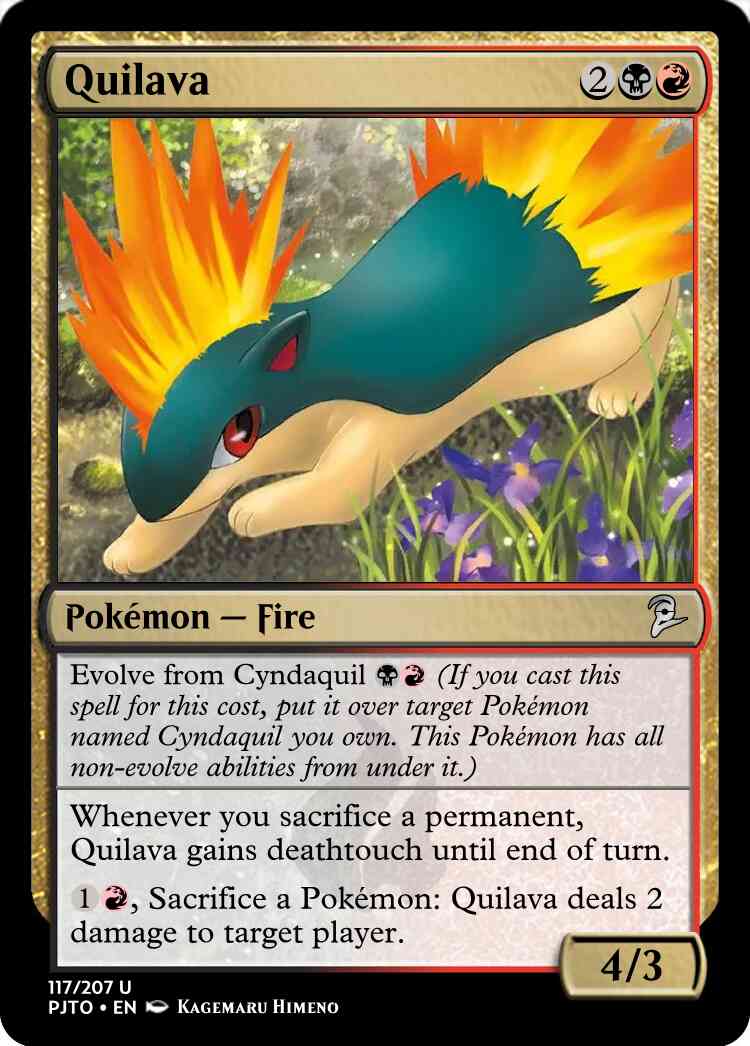 Quilava 2
Pokémon — Fire
Evolve from Cyndaquil (If you cast this
spell for this cost, put it over target Pokémon
named Cyndaquil you own. This Pokémon has all
non-evolve abilities from under it.)
Whenever you sacrifice a permanent,
Quilava gains deathtouch until end of turn.
1 , Sacrifice a Pokémon: Quilava deals 2
damage to target player.
4/3
117/207 U
PJTO • EN Kagemaru Himeno